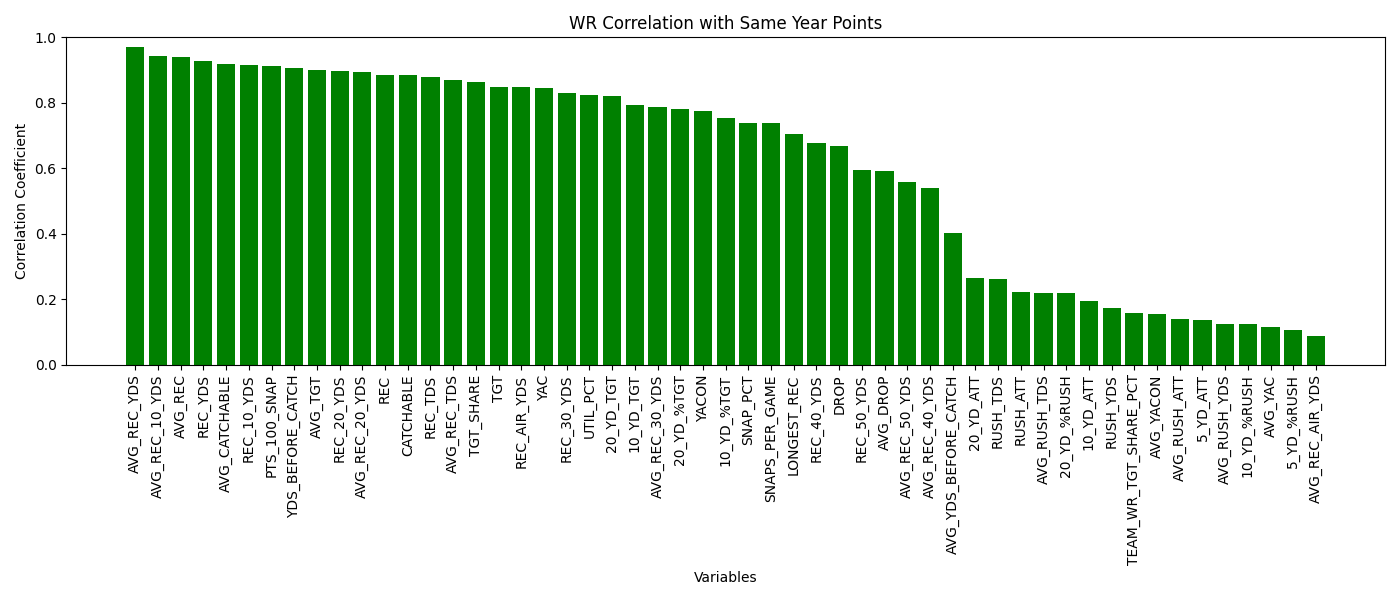 WR Correlation with Same Year Points
Correlation Coefficient
1.0
0.8
0.6
0.4
0.2
0.0
AVG_REC_YDS
AVG_REC_10_YDS
AVG_REC
REC_YDS
AVG_CATCHABLE
REC_10_YDS
PTS_100_SNAP
YDS_BEFORE_CATCH
AVG_TGT
REC_20_YDS
AVG_REC_20_YDS
REC
CATCHABLE
REC_TDS
AVG_REC_TDS
TGT_SHARE
TGT
REC_AIR_YDS
YAC
REC_30_YDS
UTIL_PCT
20_YD_TGT
10_YD_TGT
AVG_REC_30_YDS
20_YD_%TGT
YACON
10_YD_%TGT
SNAP_PCT
SNAPS_PER_GAME
LONGEST_REC
REC_40_YDS
DROP
REC_50_YDS
AVG_DROP
AVG_REC_50_YDS
AVG_REC_40_YDS
AVG_YDS_BEFORE_CATCH
20_YD_ATT
RUSH_TDS
RUSH_ATT
AVG_RUSH_TDS
20_YD_%RUSH
10_YD_ATT
RUSH_YDS
TEAM_WR_TGT_SHARE_PCT
AVG_YACON
AVG_RUSH_ATT
5_YD_ATT
AVG_RUSH_YDS
10_YD_%RUSH
AVG_YAC
5_YD_%RUSH
AVG_REC_AIR_YDS
Variables